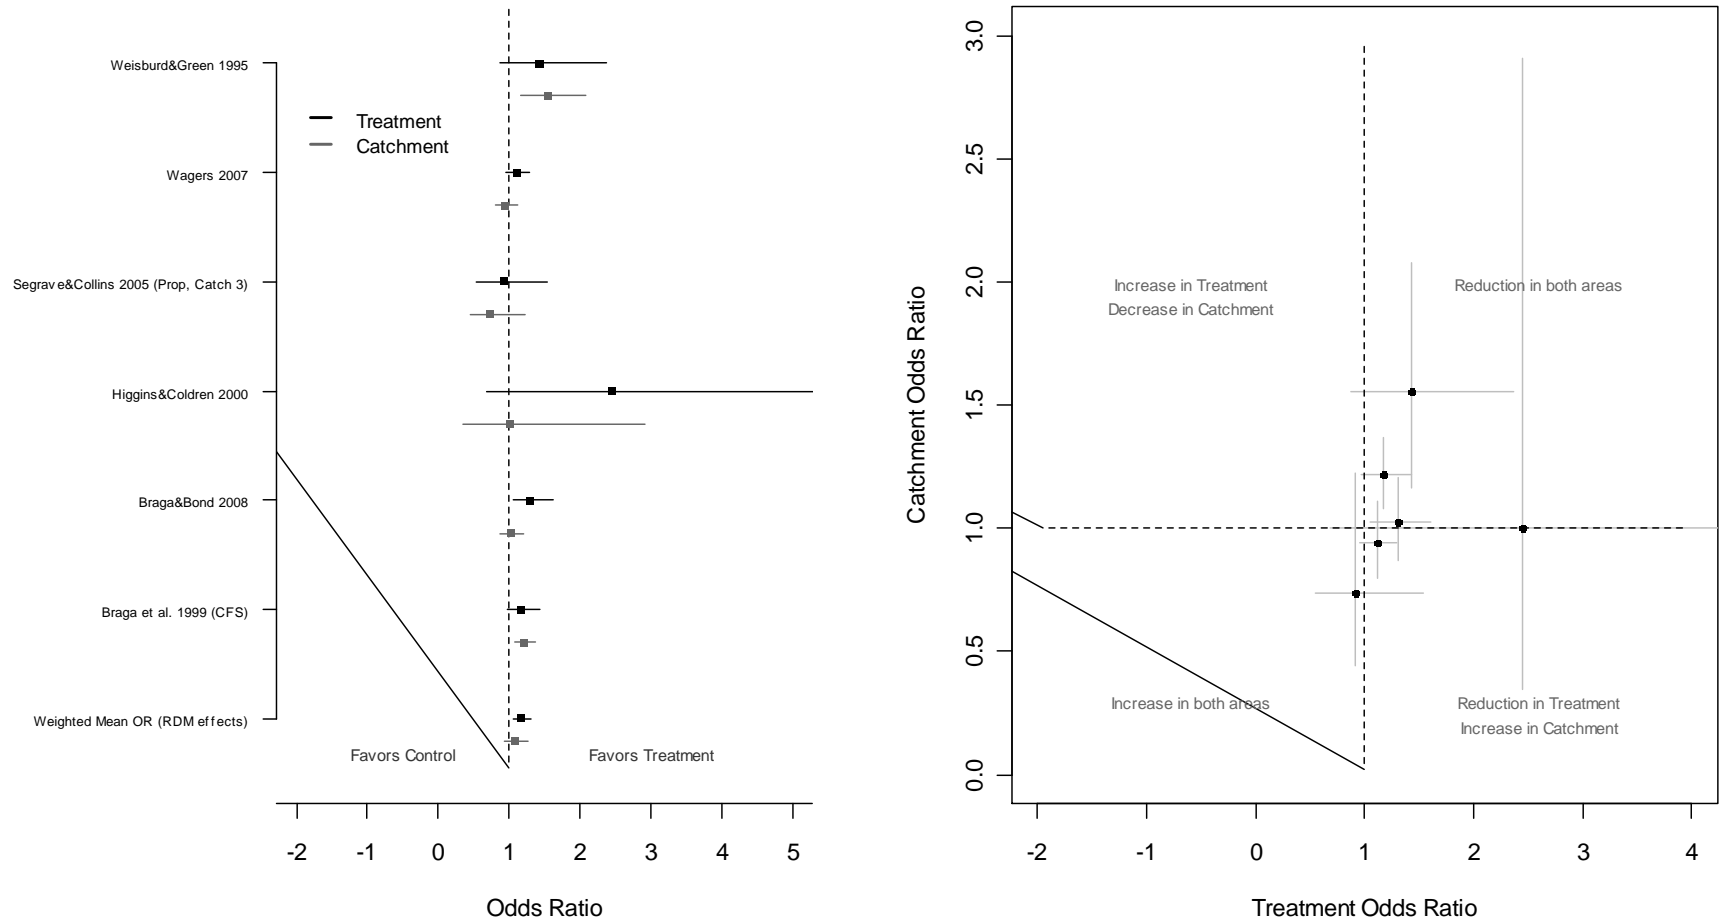 Weisburd&Green 1995
Treatment
Catchment
Wagers 2007
Segrave&Collins 2005 (Prop, Catch 3)
Higgins&Coldren 2000
Braga&Bond 2008
Braga et al. 1999 (CFS)
Weighted Mean OR (RDM effects)
Favors Control
Favors Treatment
-2 -1 0 1 2 3 4 5
Odds Ratio
Catchment Odds Ratio
3.0
2.5
2.0
1.5
1.0
0.5
0.0
Increase in Treatment
Decrease in Catchment
Reduction in both areas
Increase in both areas
Reduction in Treatment
Increase in Catchment
-2 -1 0 1 2 3 4
Treatment Odds Ratio